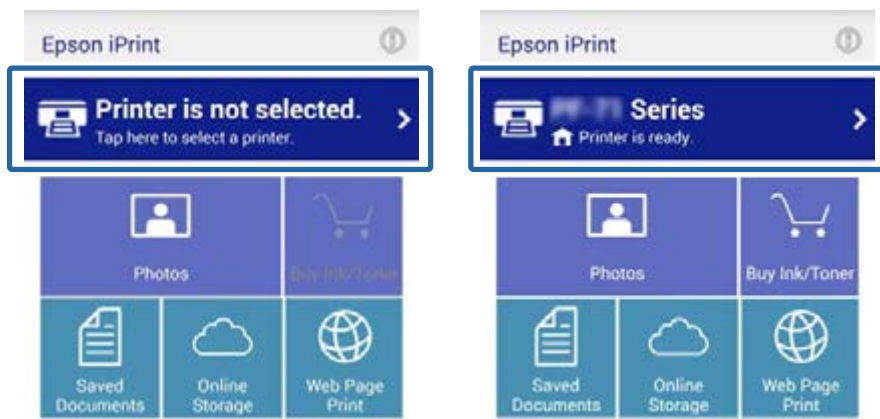 Epson iPrint
Printer is not selected.
Tap here to select a printer.
Photos
Buy Ink/Toner
Saved
Documents
Online
Storage
Web Page
Print
Epson iPrint
Series
Printer is ready.
Photos
Buy Ink/Toner
Saved
Documents
Online
Storage
Web Page
Print